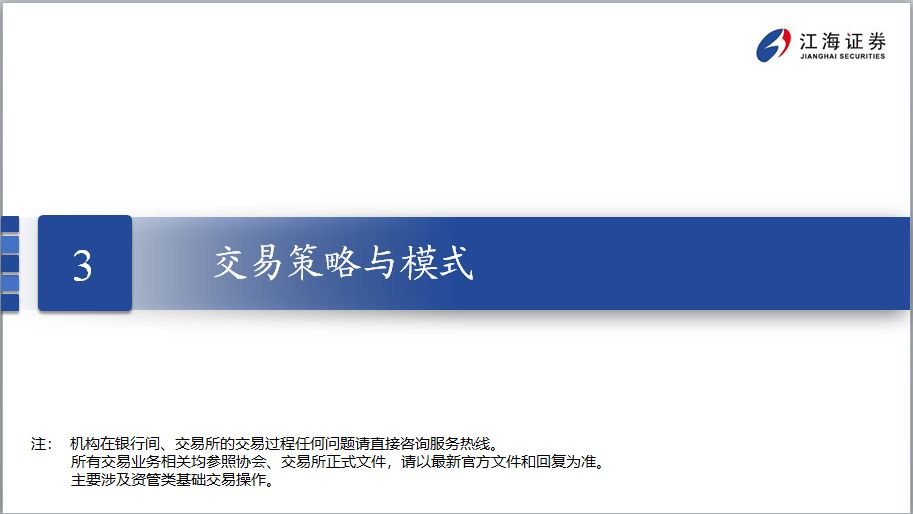 江海证券
JIANGHAI SECURITIES
3
交易策略与模式
注： 机构在银行间、交易所的交易过程任何问题请直接咨询服务热线。
所有交易业务相关均参照协会、交易所正式文件，请以最新官方文件和回复为准。
主要涉及资管类基础交易操作。